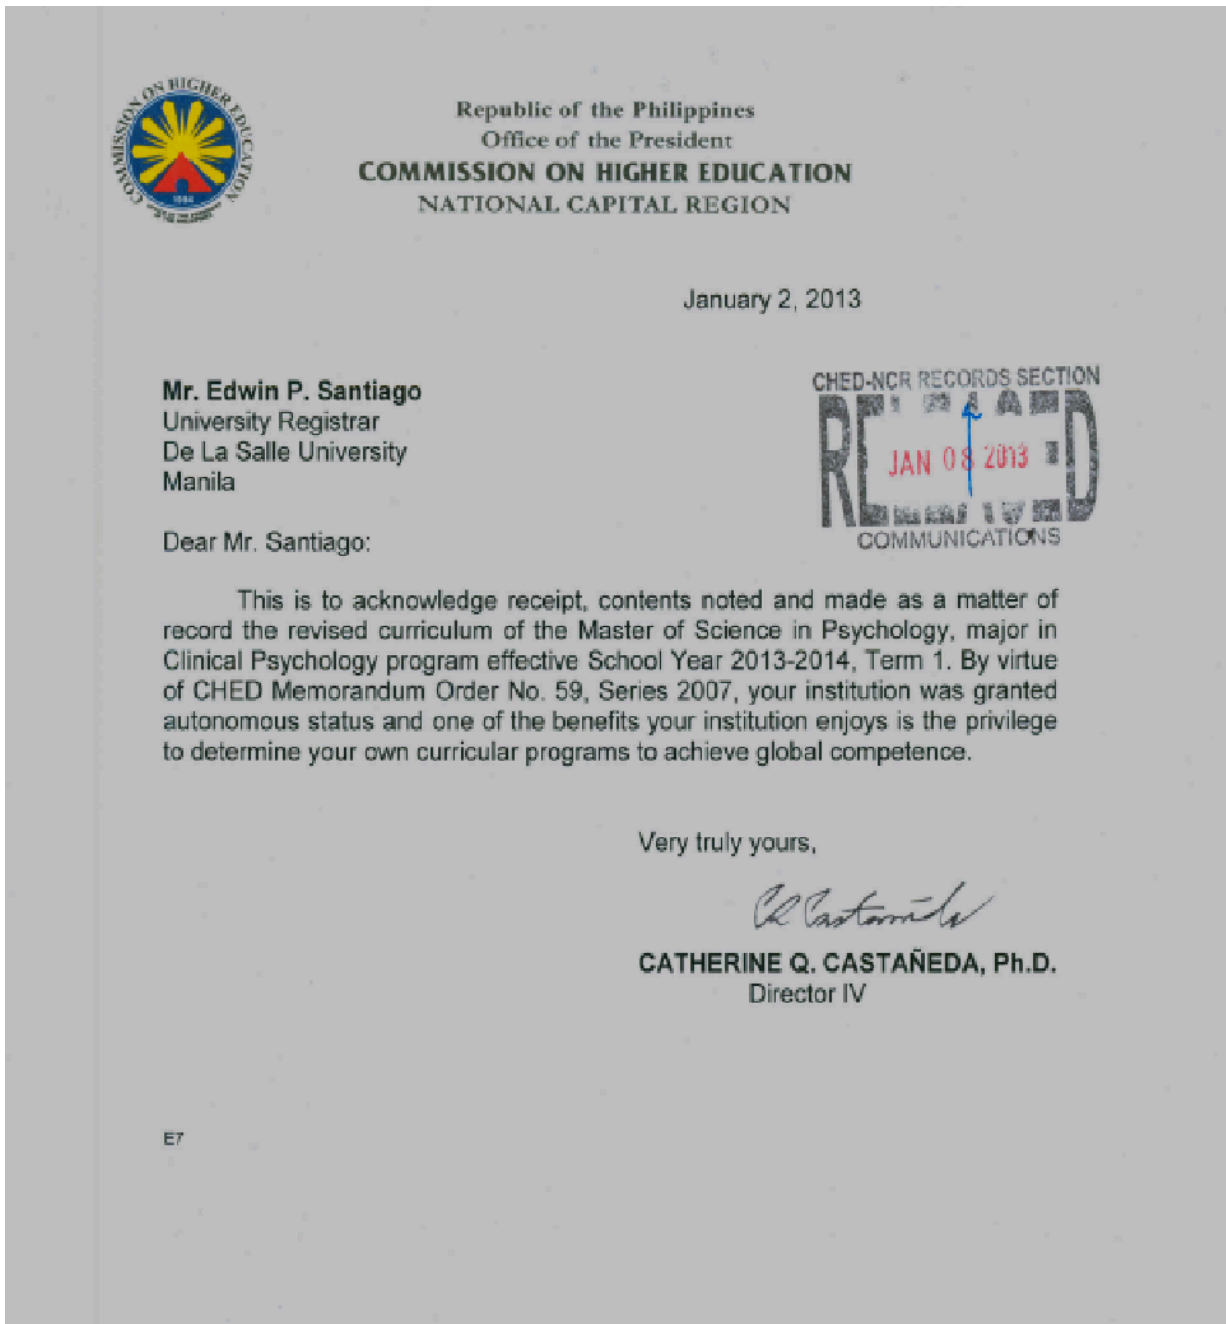 COMMISSION ON HIGHER EDUCATION
1994
Republic of the Philippines
Office of the President
COMMISSION ON HIGHER EDUCATION
NATIONAL CAPITAL REGION
January 2, 2013
Mr. Edwin P. Santiago
University Registrar
De La Salle University
Manila
CHED-NCR RECORDS SECTION
RELEASED
JAN 08 2013
COMMUNICATIONS
Dear Mr. Santiago:
This is to acknowledge receipt, contents noted and made as a matter of
record the revised curriculum of the Master of Science in Psychology, major in
Clinical Psychology program effective School Year 2013-2014, Term 1. By virtue
of CHED Memorandum Order No. 59, Series 2007, your institution was granted
autonomous status and one of the benefits your institution enjoys is the privilege
to determine your own curricular programs to achieve global competence.
Very truly yours,
CATHERINE Q. CASTAÑEDA, Ph.D.
Director IV
E7